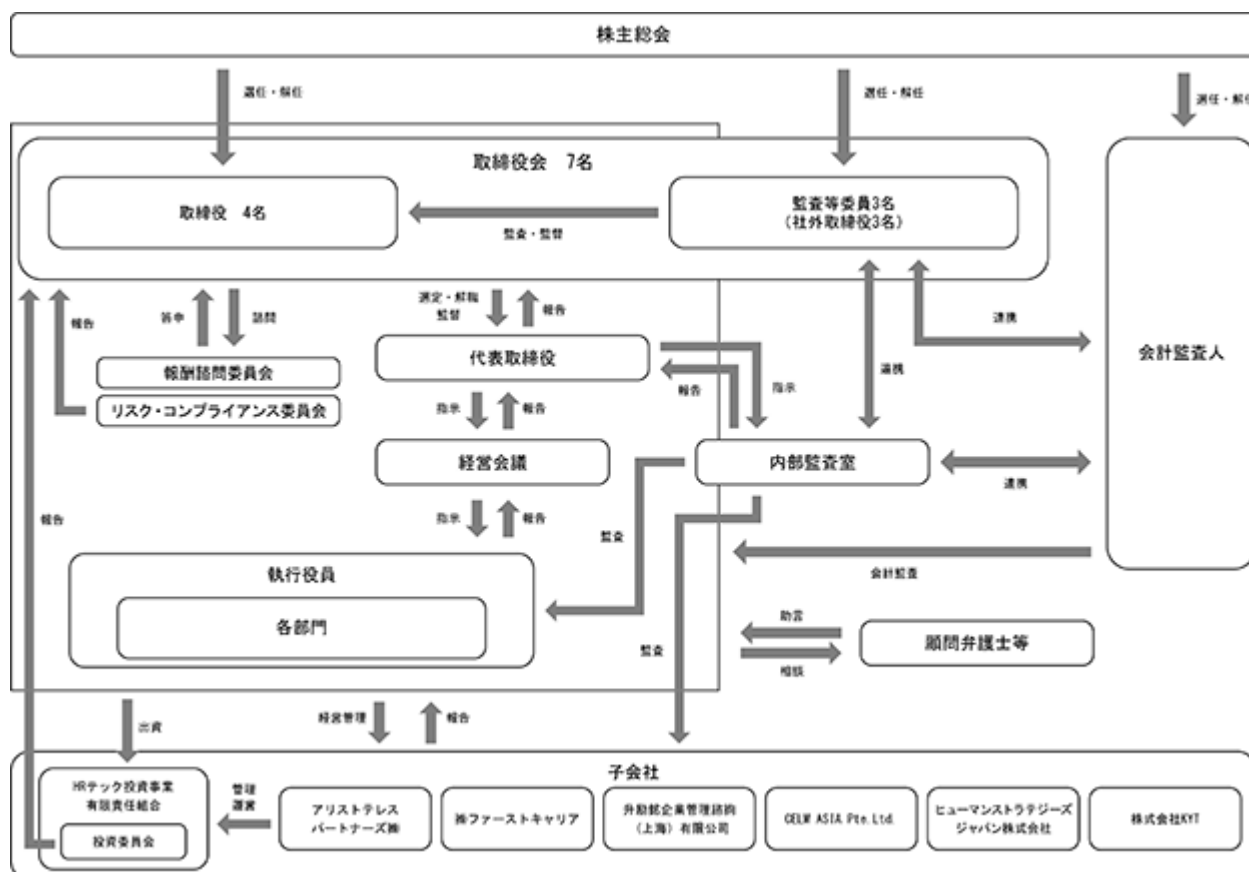 株主総会
選任・解任
選任・解任
選任・解任
取締役会 7名
取締役 4名
監査・監督
監査等委員3名
(社外取締役3名)
会計監査人
報告
答申
諮問
選定・解職
監督
報告
連携
報酬諮問委員会
リスク・コンプライアンス委員会
代表取締役
報告
指示
連携
指示
報告
経営会議
内部監査室
連携
報告
指示
報告
監査
会計監査
執行役員
各部門
助言
顧問弁護士等
相談
監査
出資
経営管理
報告
子会社
HRテック投資事業
有限責任組合
投資委員会
管理
運営
アリストテレス
パートナーズ㈱
㈱ファーストキャリア
升励銘企業管理諮詢
(上海)有限公司
CELM ASIA Pte.Ltd.
ヒューマンストラテジーズ
ジャパン株式会社
株式会社KYT